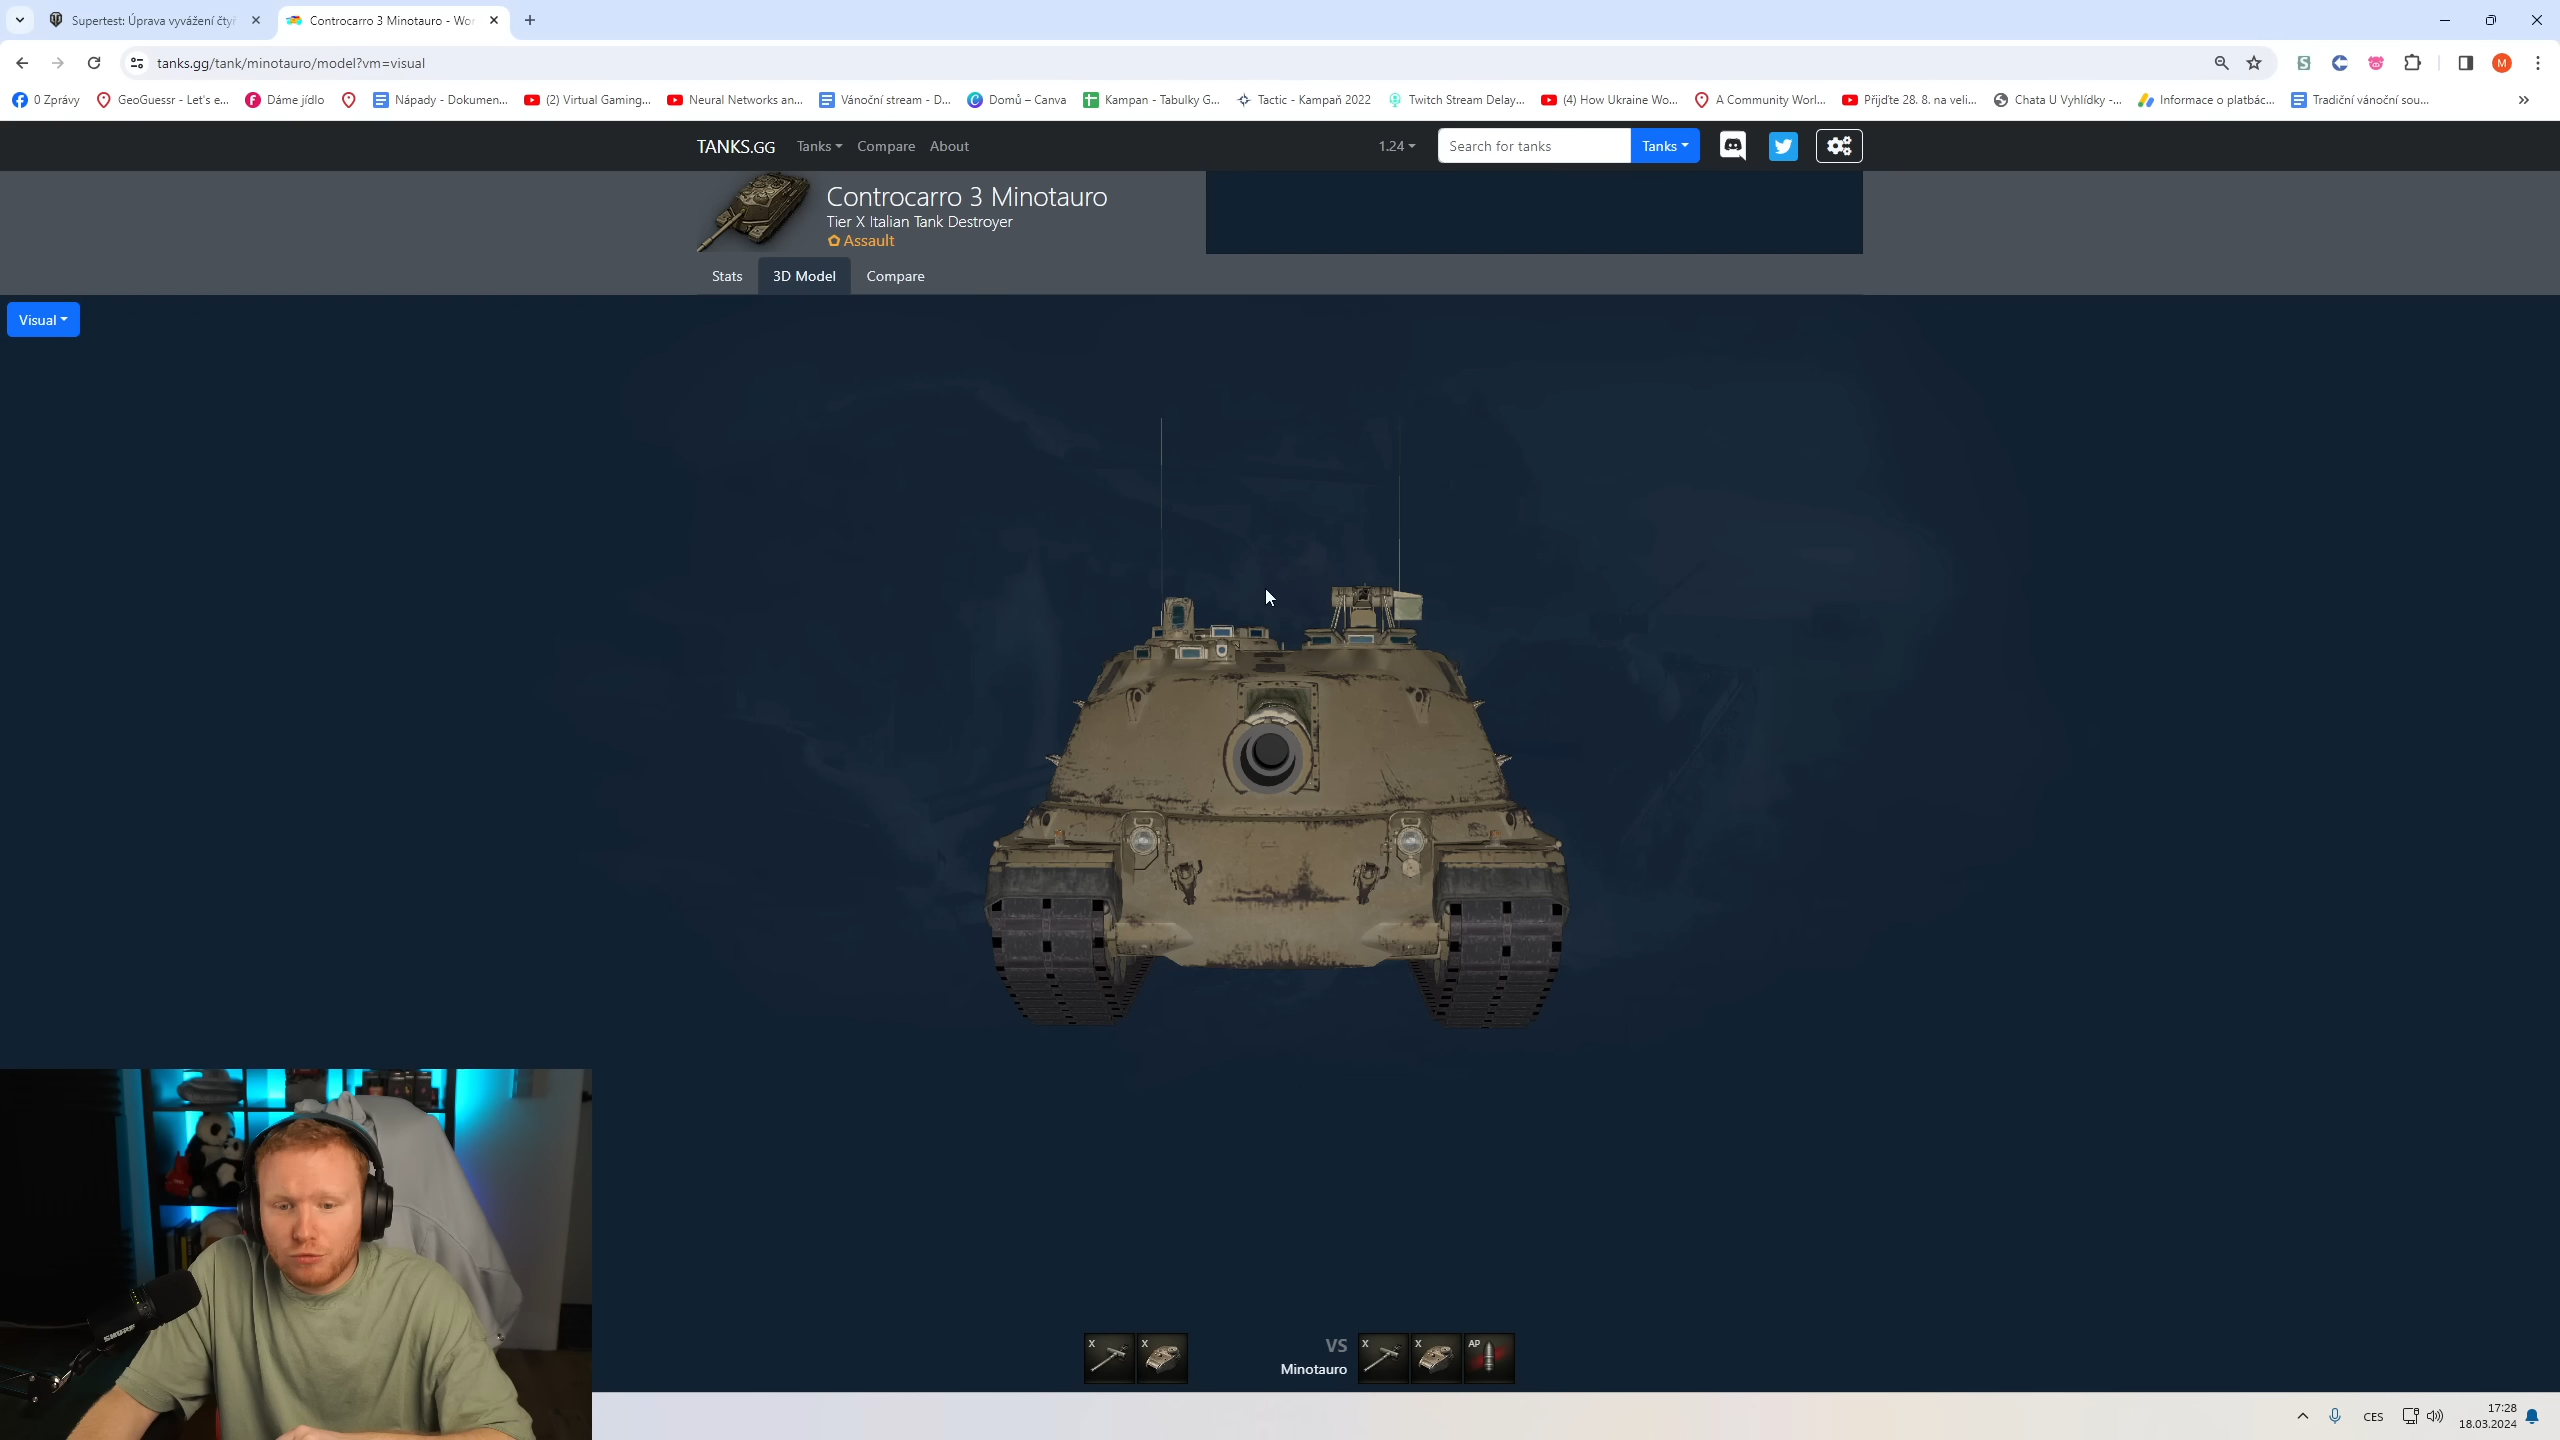 Supertest: Úprava vyvážení čtyř
Controcarro 3 Minotauro - Wor
tanks.gg/tank/minotauro/model?vm=visual
M
0 Zprávy
GeoGuessr - Let's e...
Dáme jídlo
Nápady - Dokumen...
(2) Virtual Gaming...
Neural Networks an...
Vánoční stream - D...
Domů – Canva
Kampan - Tabulky G...
Tactic - Kampaň 2022
Twitch Stream Delay...
(4) How Ukraine Wo...
A Community Worl...
Přijďte 28. 8. na veli...
Chata U Vyhlídky -...
Informace o platbác...
Tradiční vánoční sou...
»
TANKS.GG
Tanks
Compare
About
1.24
Search for tanks
Tanks
Controcarro 3 Minotauro
Tier X Italian Tank Destroyer
Assault
Stats
3D Model
Compare
Visual
SHURE
X
X
VS
Minotauro
X
X
AP
CES
17:28
18.03.2024